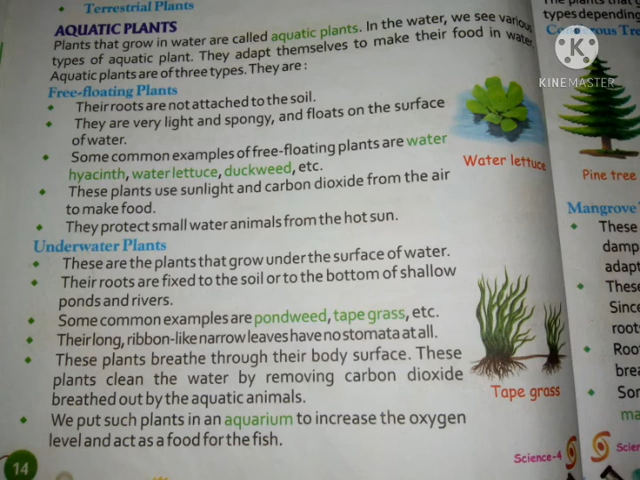 Terrestrial Plants
AQUATIC PLANTS
Plants that grow in water are called aquatic plants. In the water, we see various
types of aquatic plant. They adapt themselves to make their food in water.
Aquatic plants are of three types. They are :
Free-floating Plants
Their roots are not attached to the soil.
They are very light and spongy, and floats on the surface
of water.
Some common examples of free-floating plants are water
hyacinth, water lettuce, duckweed, etc.
These plants use sunlight and carbon dioxide from the air
to make food.
They protect small water animals from the hot sun.
Water lettuce
Underwater Plants
These are the plants that grow under the surface of water.
Their roots are fixed to the soil or to the bottom of shallow
ponds and rivers.
Some common examples are pondweed, tape grass, etc.
Their long, ribbon-like narrow leaves have no stomata at all.
These plants breathe through their body surface. These
plants clean the water by removing carbon dioxide
breathed out by the aquatic animals.
We put such plants in an aquarium to increase the oxygen
level and act as a food for the fish.
Tape grass
14
Science-4
types depending
KINEMASTER
Pine tree
Mangrove
These
damp
adapt
These
Since
roots
Roo
brea
Som
ma
Scien